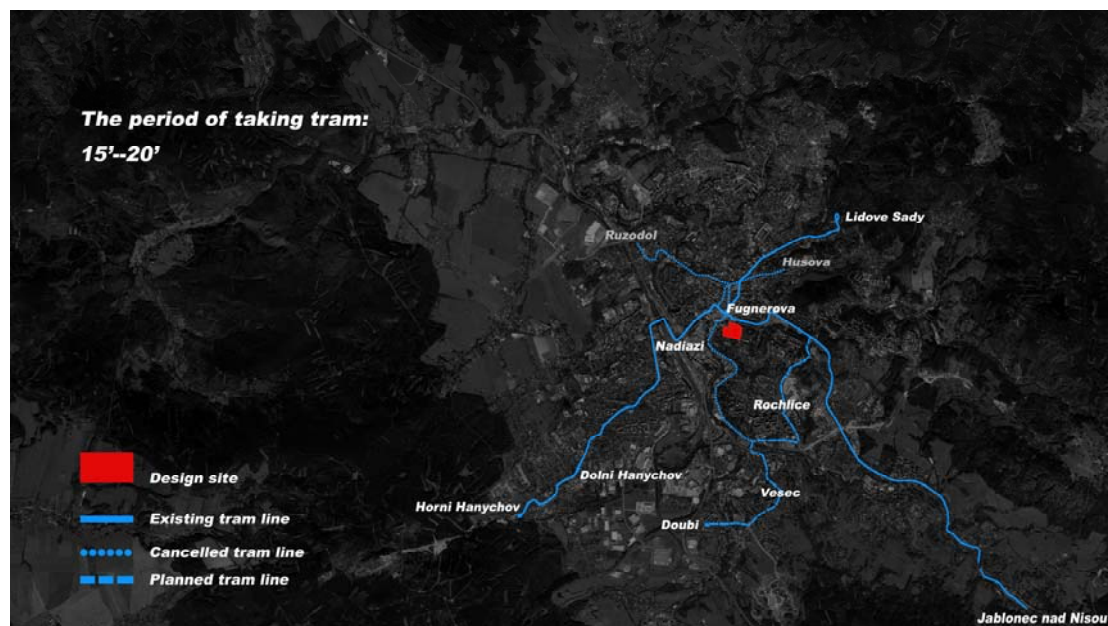 The period of taking tram:
15'--20'
Lidove Sady
Ruzodol
Husova
Fugnerova
Nadiazi
Rochlice
Dolni Hanychov
Vesec
Horni Hanychov
Doubi
Design site
Existing tram line
Cancelled tram line
Planned tram line
Jablonec nad Nisou